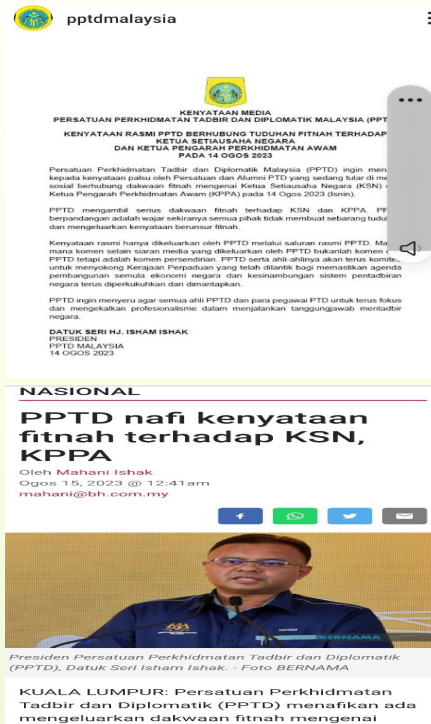 pptdmalaysia
KENYATAAN MEDIA
PERSATUAN PERKHIDMATAN TADBIR DAN DIPLOMATIK MALAYSIA (PPT
KENYATAAN RASMI PPTD BERHUBUNG TUDUHAN FITNAH TERHADAP
KETUA SETIAUSAHA NEGARA
DAN KETUA PENGARAH PERKHIDMATAN AWAM
PADA 14 OGOS 2023
Persatuan Perkhidmatan Tadbir dan Diplomatik Malaysia (PPTD) ingin
kepada kenyataan palsu oleh Persatuan dan Alumni PTD yang sedang tular di
sosial berhubung dakwaan fitnah mengenai Ketua Setiausaha Negara (KSN)
Ketua Pengarah Perkhidmatan Awam (KPPA) pada 14 Ogos 2023 (Isnin).
PPTD mengambil serius dakwaan fitnah terhadap KSN dan KPPA.
berpandangan adalah wajar sekiranya semua pihak tidak membuat sebarang
dan mengeluarkan kenyataan berunsur fitnah.
Kenyataan rasmi hanya dikeluarkan oleh PPTD melalui saluran rasmi PPTD.
mana komen selain siaran media yang dikeluarkan oleh PPTD bukanlah komen
PPTD tetapi adalah komen persendirian. PPTD serta ahli-ahlinya akan terus
untuk menyokong Kerajaan Perpaduan yang telah dilantik bagi memastikan agenda
pembangunan semula ekonomi negara dan kesinambungan sistem pentadbiran
negara terus diperkukuhkan dan dimantapkan.
PPTD ingin menyeru agar semua ahli PPTD dan para pegawai PTD untuk terus fokus
dan mengekalkan profesionalisme dalam menjalankan tanggungjawab mentadbir
negara.
DATUK SERI HJ. ISHAM ISHAK
PRESIDEN
PPTD MALAYSIA
14 OGOS 2023
NASIONAL
PPTD nafi kenyataan
fitnah terhadap KSN,
KPPA
Oleh Mahani Ishak
Ogos 15, 2023 @ 12:41am
mahani@bh.com.my
BERNAMA
Presiden Persatuan Perkhidmatan Tadbir dan Diplomatik
(PPTD), Datuk Seri Isham Ishak. - Foto BERNAMA
KUALA LUMPUR: Persatuan Perkhidmatan
Tadbir dan Diplomatik (PPTD) menafikan ada
mengeluarkan dakwaan fitnah mengenai